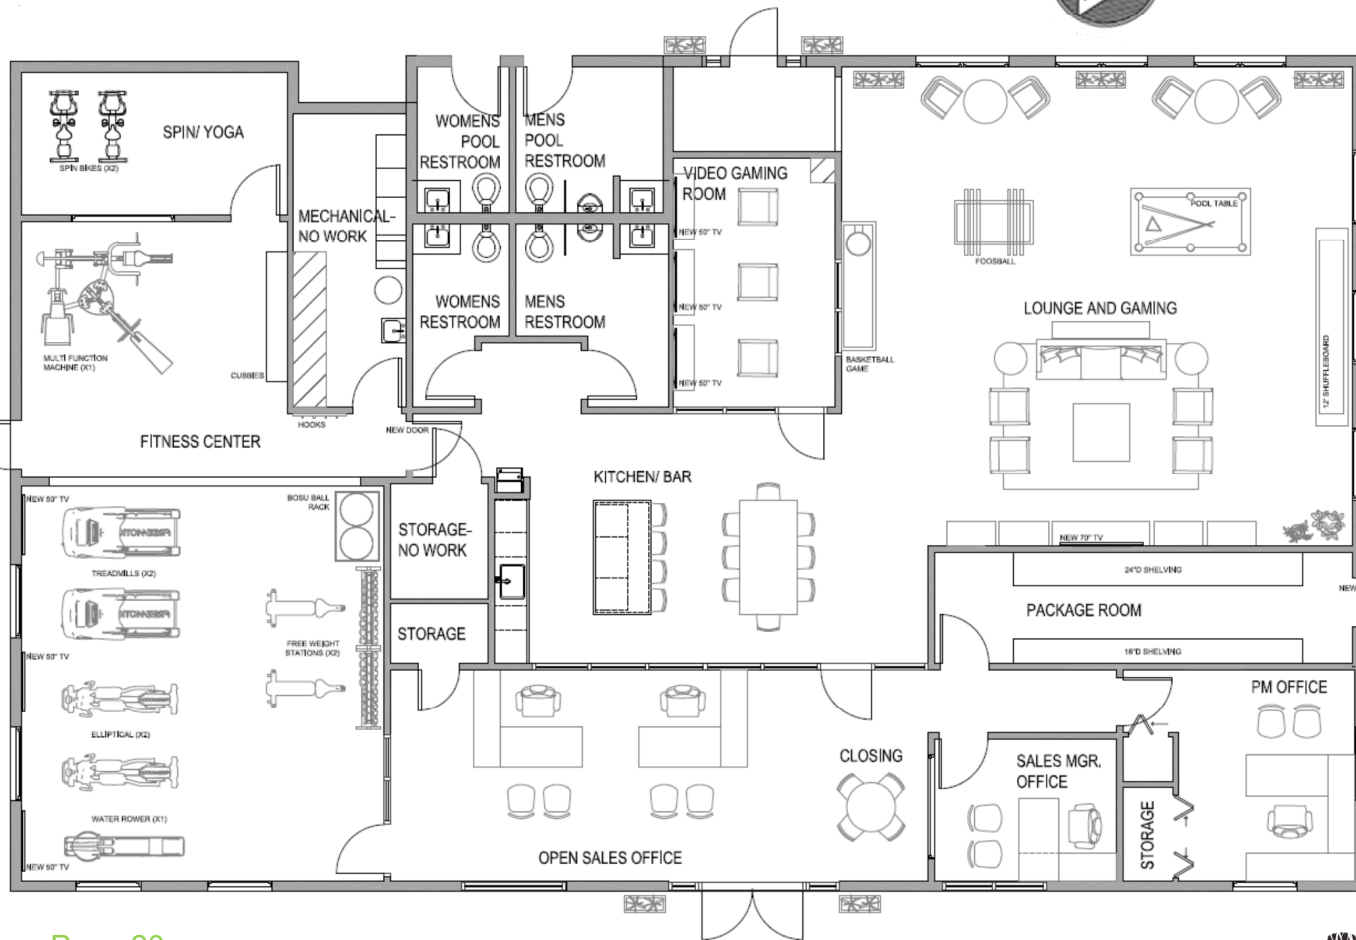 SPIN/ YOGA
SPIN BIKES (X2)
WOMENS
POOL
RESTROOM
MENS
POOL
RESTROOM
MECHANICAL-
NO WORK
VIDEO GAMING
ROOM
NEW 50" TV
NEW 50" TV
NEW 50" TV
POOL TABLE
FOOSBALL
LOUNGE AND GAMING
BASKETBALL
GAME
12' SHUFFLEBOARD
MULTI FUNCTION
MACHINE (X1)
CUBBIES
WOMENS
RESTROOM
MENS
RESTROOM
HOOKS
NEW DOOR
FITNESS CENTER
KITCHEN/ BAR
NEW 50" TV
BOSU BALL
RACK
STORAGE-
NO WORK
NEW 70" TV
TREADMILLS (X2)
24"D SHELVING
NEW
PACKAGE ROOM
STORAGE
FREE WEIGHT
STATIONS (X2)
18"D SHELVING
NEW 50" TV
PM OFFICE
ELLIPTICAL (X2)
CLOSING
SALES MGR.
OFFICE
WATER ROWER (X1)
STORAGE
OPEN SALES OFFICE
NEW 50" TV